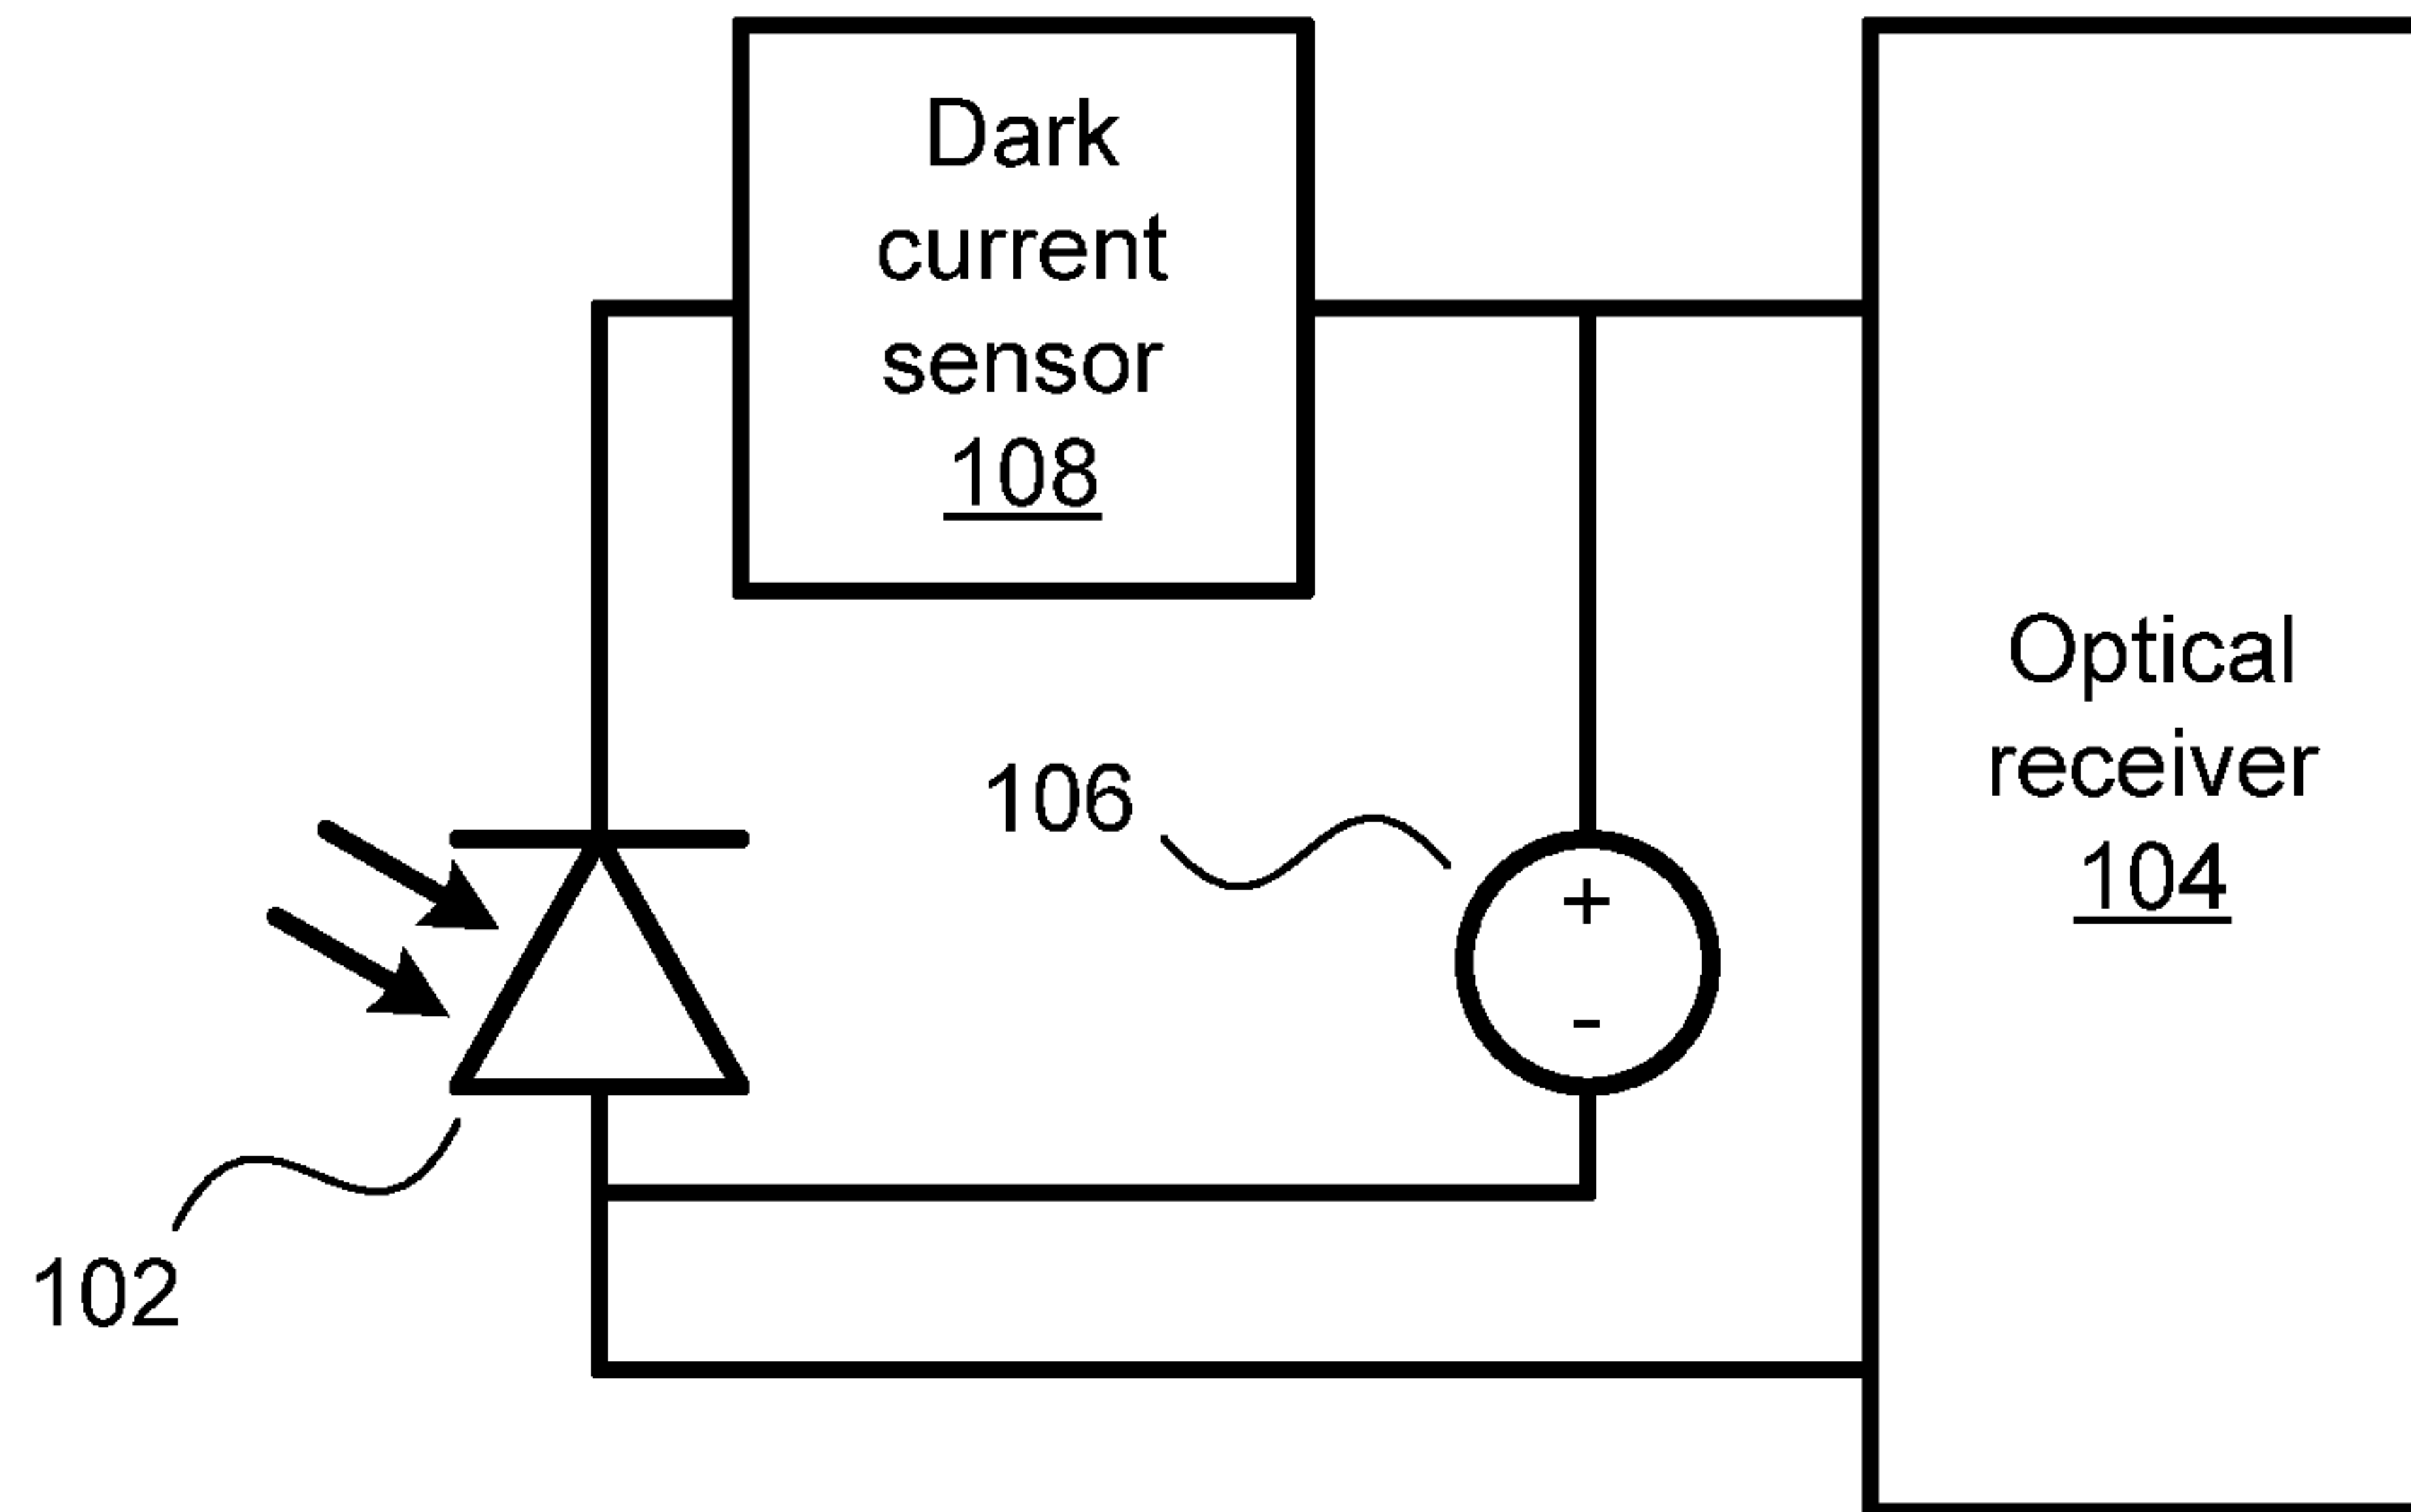 Dark
current
sensor
108
Optical
receiver
104
106
+
-
102